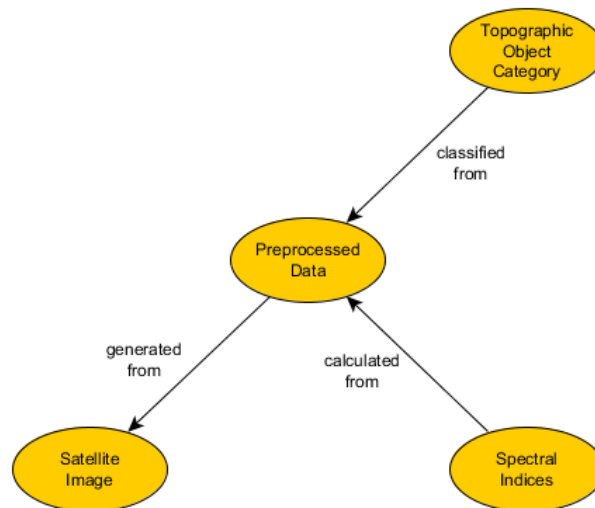 Topographic
Object
Category
classified
from
Preprocessed
Data
generated
from
calculated
from
Satellite
Image
Spectral
Indices